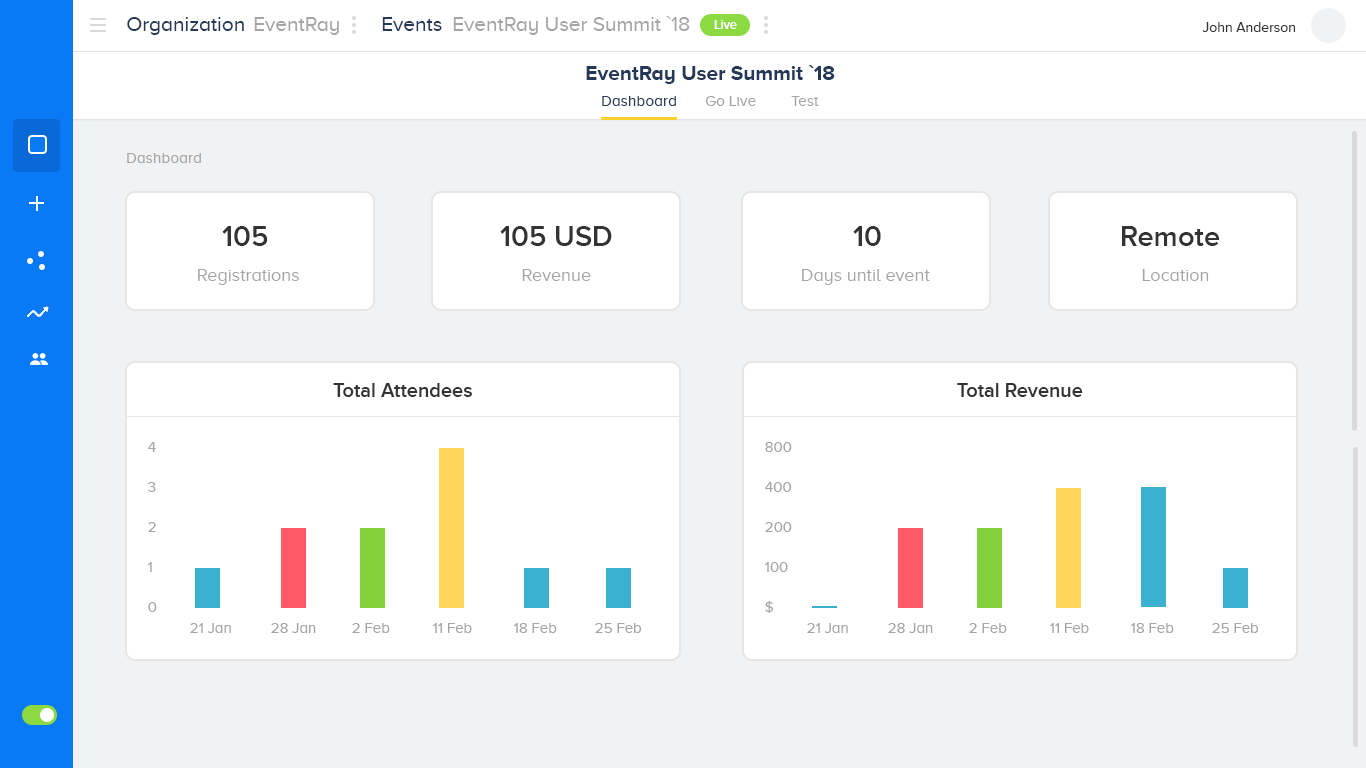 Organization EventRay Events EventRay User Summit `18 Live John Anderson
EventRay User Summit `18
Dashboard Go Live Test
Dashboard
105
Registrations
105 USD
Revenue
10
Days until event
Remote
Location
Total Attendees
4
3
2
1
0
21 Jan 28 Jan 2 Feb 11 Feb 18 Feb 25 Feb
Total Revenue
800
400
200
100
$
21 Jan 28 Jan 2 Feb 11 Feb 18 Feb 25 Feb